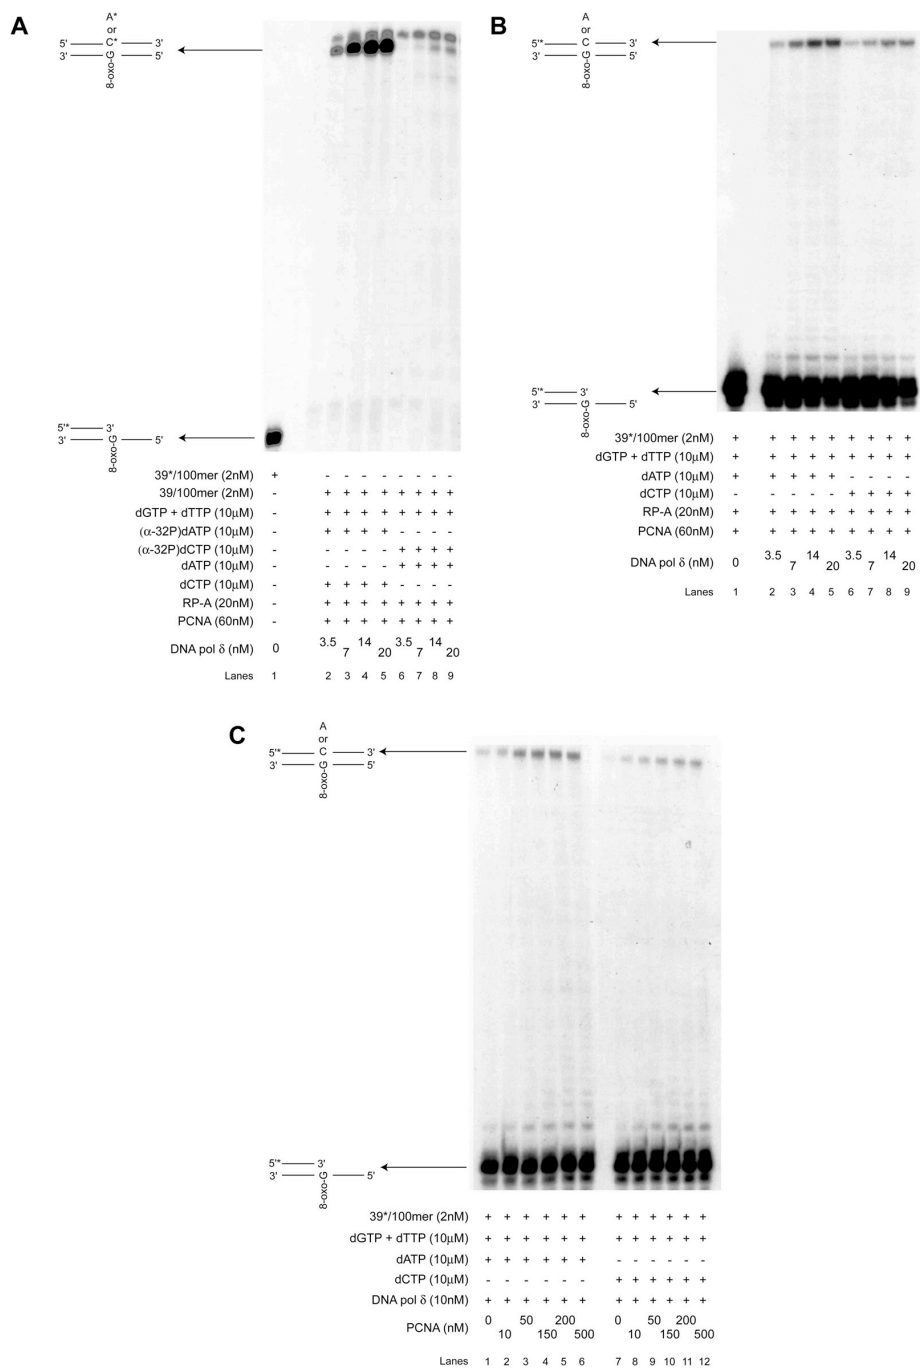 A
A*
or
5' C* 3'
3' G 5'
8-oxo-G
5'* 3'
3' G 5'
8-oxo-G
39*/100mer (2nM) + - - - - - - - -
39/100mer (2nM) - + + + + + + + +
dGTP + dTTP (10μM) - + + + + + + + +
(α-32P)dATP (10μM) - + + + + - - - -
(α-32P)dCTP (10μM) - - - - - + + + +
dATP (10μM) - - - - - + + + +
dCTP (10μM) - + + + + - - - -
RP-A (20nM) - + + + + + + + +
PCNA (60nM) - + + + + + + + +
DNA pol δ (nM) 0 3.5 7 14 20 3.5 7 14 20
Lanes 1 2 3 4 5 6 7 8 9
B
A
or
5'* C 3'
3' G 5'
8-oxo-G
5'* 3'
3' G 5'
8-oxo-G
39*/100mer (2nM) + + + + + + + + +
dGTP + dTTP (10μM) + + + + + + + + +
dATP (10μM) + + + + + - - - -
dCTP (10μM) - - - - - + + + +
RP-A (20nM) + + + + + + + + +
PCNA (60nM) + + + + + + + + +
DNA pol δ (nM) 0 3.5 7 14 20 3.5 7 14 20
Lanes 1 2 3 4 5 6 7 8 9
C
A
or
5'* C 3'
3' G 5'
8-oxo-G
5'* 3'
3' G 5'
8-oxo-G
39*/100mer (2nM) + + + + + + + + + + + +
dGTP + dTTP (10μM) + + + + + + + + + + + +
dATP (10μM) + + + + + + - - - - - -
dCTP (10μM) - - - - - - + + + + + +
DNA pol δ (10nM) + + + + + + + + + + + +
PCNA (nM) 0 10 50 150 200 500 0 10 50 150 200 500
Lanes 1 2 3 4 5 6 7 8 9 10 11 12